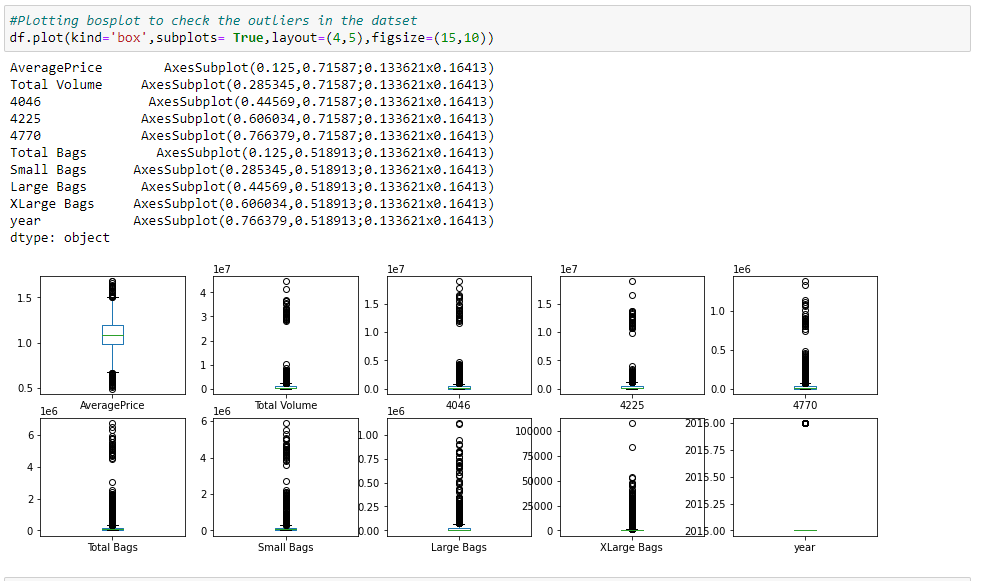 #Plotting bosplot to check the outliers in the datset
df.plot(kind='box',subplots= True,layout=(4,5),figsize=(15,10))
AveragePrice AxesSubplot(0.125,0.71587;0.133621x0.16413)
Total Volume AxesSubplot(0.285345,0.71587;0.133621x0.16413)
4046 AxesSubplot(0.44569,0.71587;0.133621x0.16413)
4225 AxesSubplot(0.606034,0.71587;0.133621x0.16413)
4770 AxesSubplot(0.766379,0.71587;0.133621x0.16413)
Total Bags AxesSubplot(0.125,0.518913;0.133621x0.16413)
Small Bags AxesSubplot(0.285345,0.518913;0.133621x0.16413)
Large Bags AxesSubplot(0.44569,0.518913;0.133621x0.16413)
XLarge Bags AxesSubplot(0.606034,0.518913;0.133621x0.16413)
year AxesSubplot(0.766379,0.518913;0.133621x0.16413)
dtype: object
1e7 1e7 1e7 1e6
1.5 4 1.5 1.5 1.0
3
1.0 2 1.0 1.0 0.5
1 0.5 0.5
0.5 0 0.0 0.0 0.0
AveragePrice Total Volume 4046 4225 4770
1e6 1e6 1e6
6 6 1.00 100000 2016.00
4 4 0.75 75000 2015.75
0.50 50000 2015.50
2 2 0.25 25000 2015.25
0 0 0.00 0 2015.00
Total Bags Small Bags Large Bags XLarge Bags year